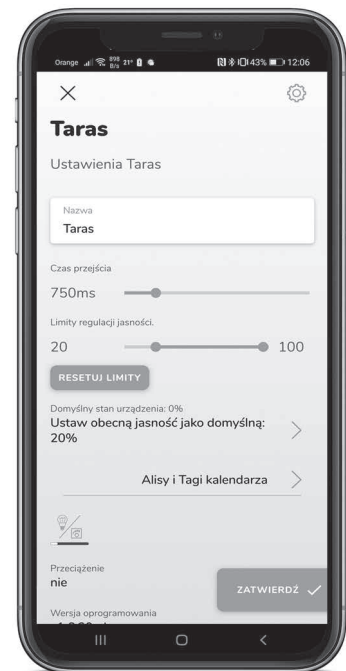 Orange 898 B/s 21° 43% 12:06
Taras
Ustawienia Taras
Nazwa
Taras
Czas przejścia
750ms
Limity regulacji jasności.
20 100
RESETUJ LIMITY
Domyślny stan urządzenia: 0%
Ustaw obecną jasność jako domyślną:
20%
Alisy i Tagi kalendarza
Przeciążenie
nie
ZATWIERDŹ
Wersja oprogramowania